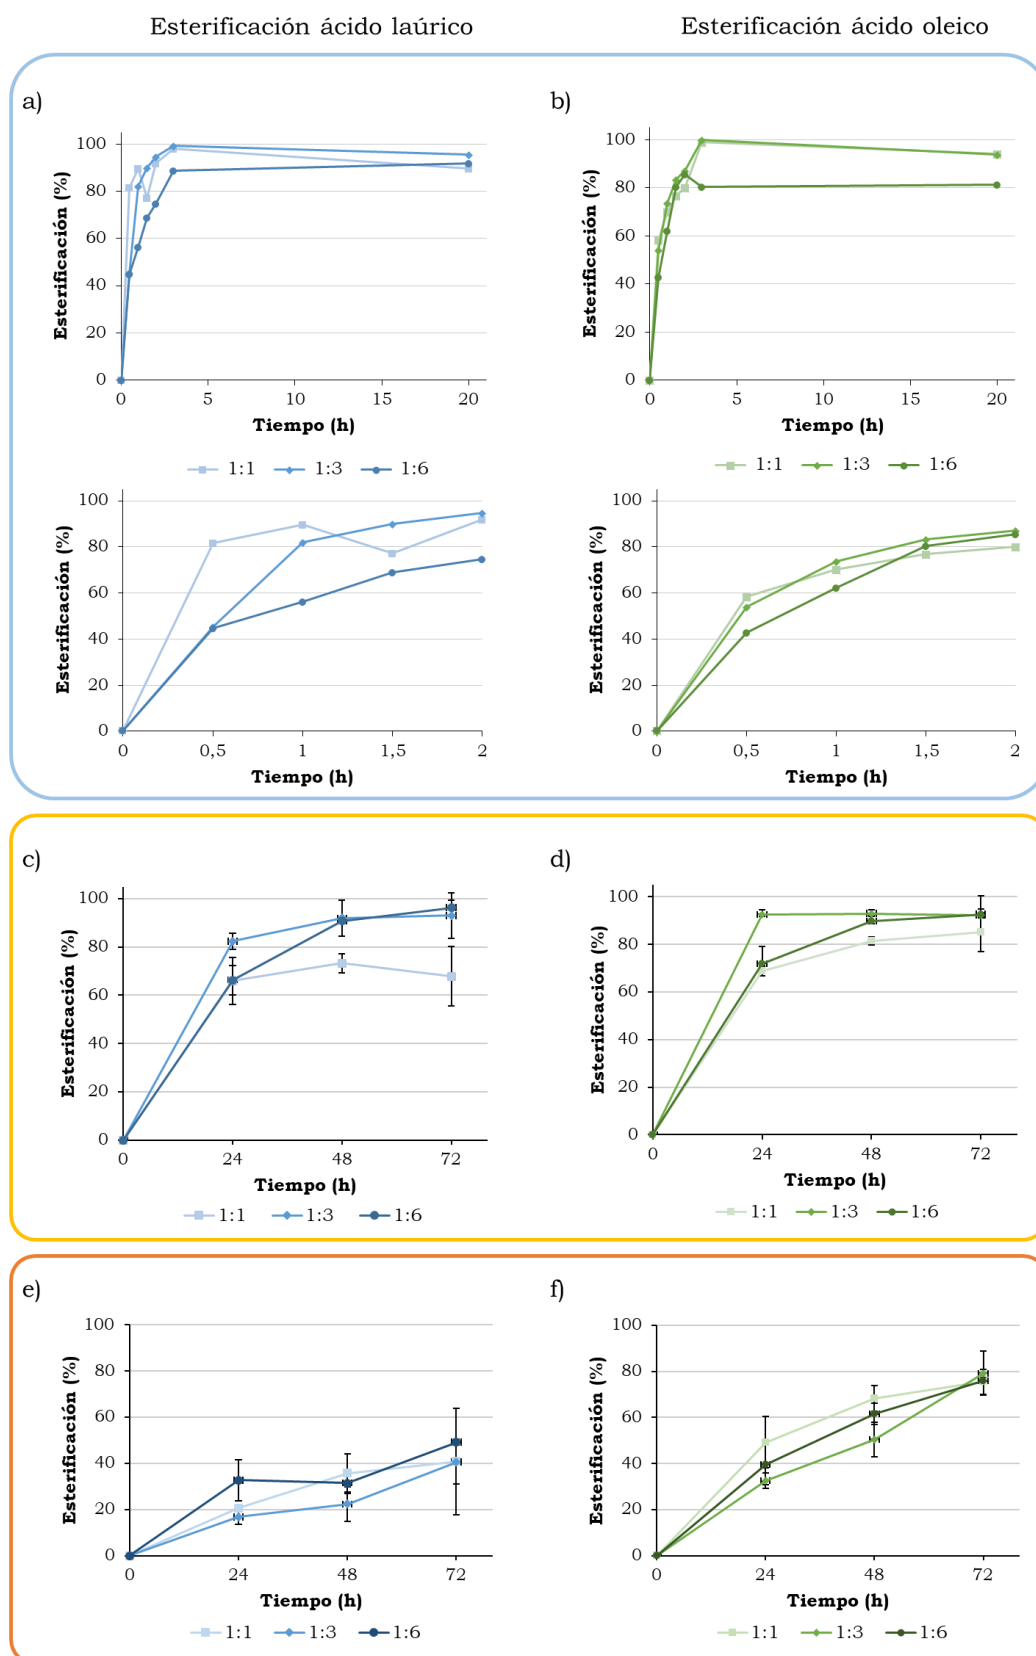 Esterificación ácido laúrico
Esterificación ácido oleico
a)
Esterificación (%)
100
80
60
40
20
0
0 5 10 15 20
Tiempo (h)
1:1 1:3 1:6
Esterificación (%)
100
80
60
40
20
0
0 0,5 1 1,5 2
Tiempo (h)
b)
Esterificación (%)
100
80
60
40
20
0
0 5 10 15 20
Tiempo (h)
1:1 1:3 1:6
Esterificación (%)
100
80
60
40
20
0
0 0,5 1 1,5 2
Tiempo (h)
c)
Esterificación (%)
100
80
60
40
20
0
0 24 48 72
Tiempo (h)
1:1 1:3 1:6
d)
Esterificación (%)
100
80
60
40
20
0
0 24 48 72
Tiempo (h)
1:1 1:3 1:6
e)
Esterificación (%)
100
80
60
40
20
0
0 24 48 72
Tiempo (h)
1:1 1:3 1:6
f)
Esterificación (%)
100
80
60
40
20
0
0 24 48 72
Tiempo (h)
1:1 1:3 1:6